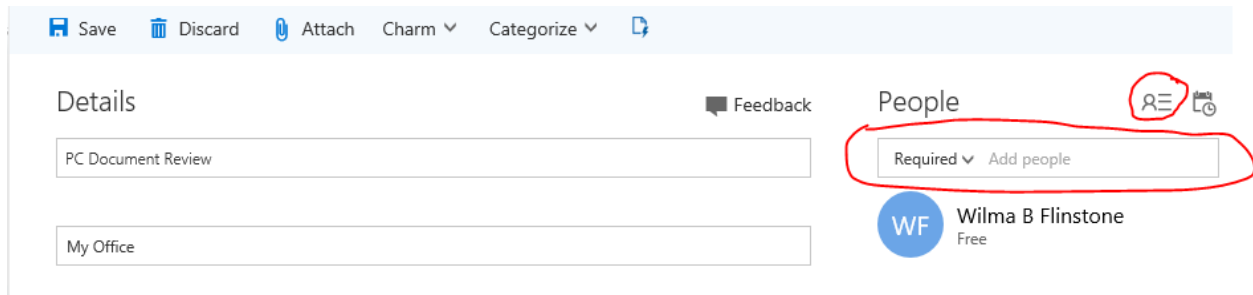 Save Discard Attach Charm Categorize
Details Feedback People
PC Document Review Required Add people
WF Wilma B Flinstone
Free
My Office